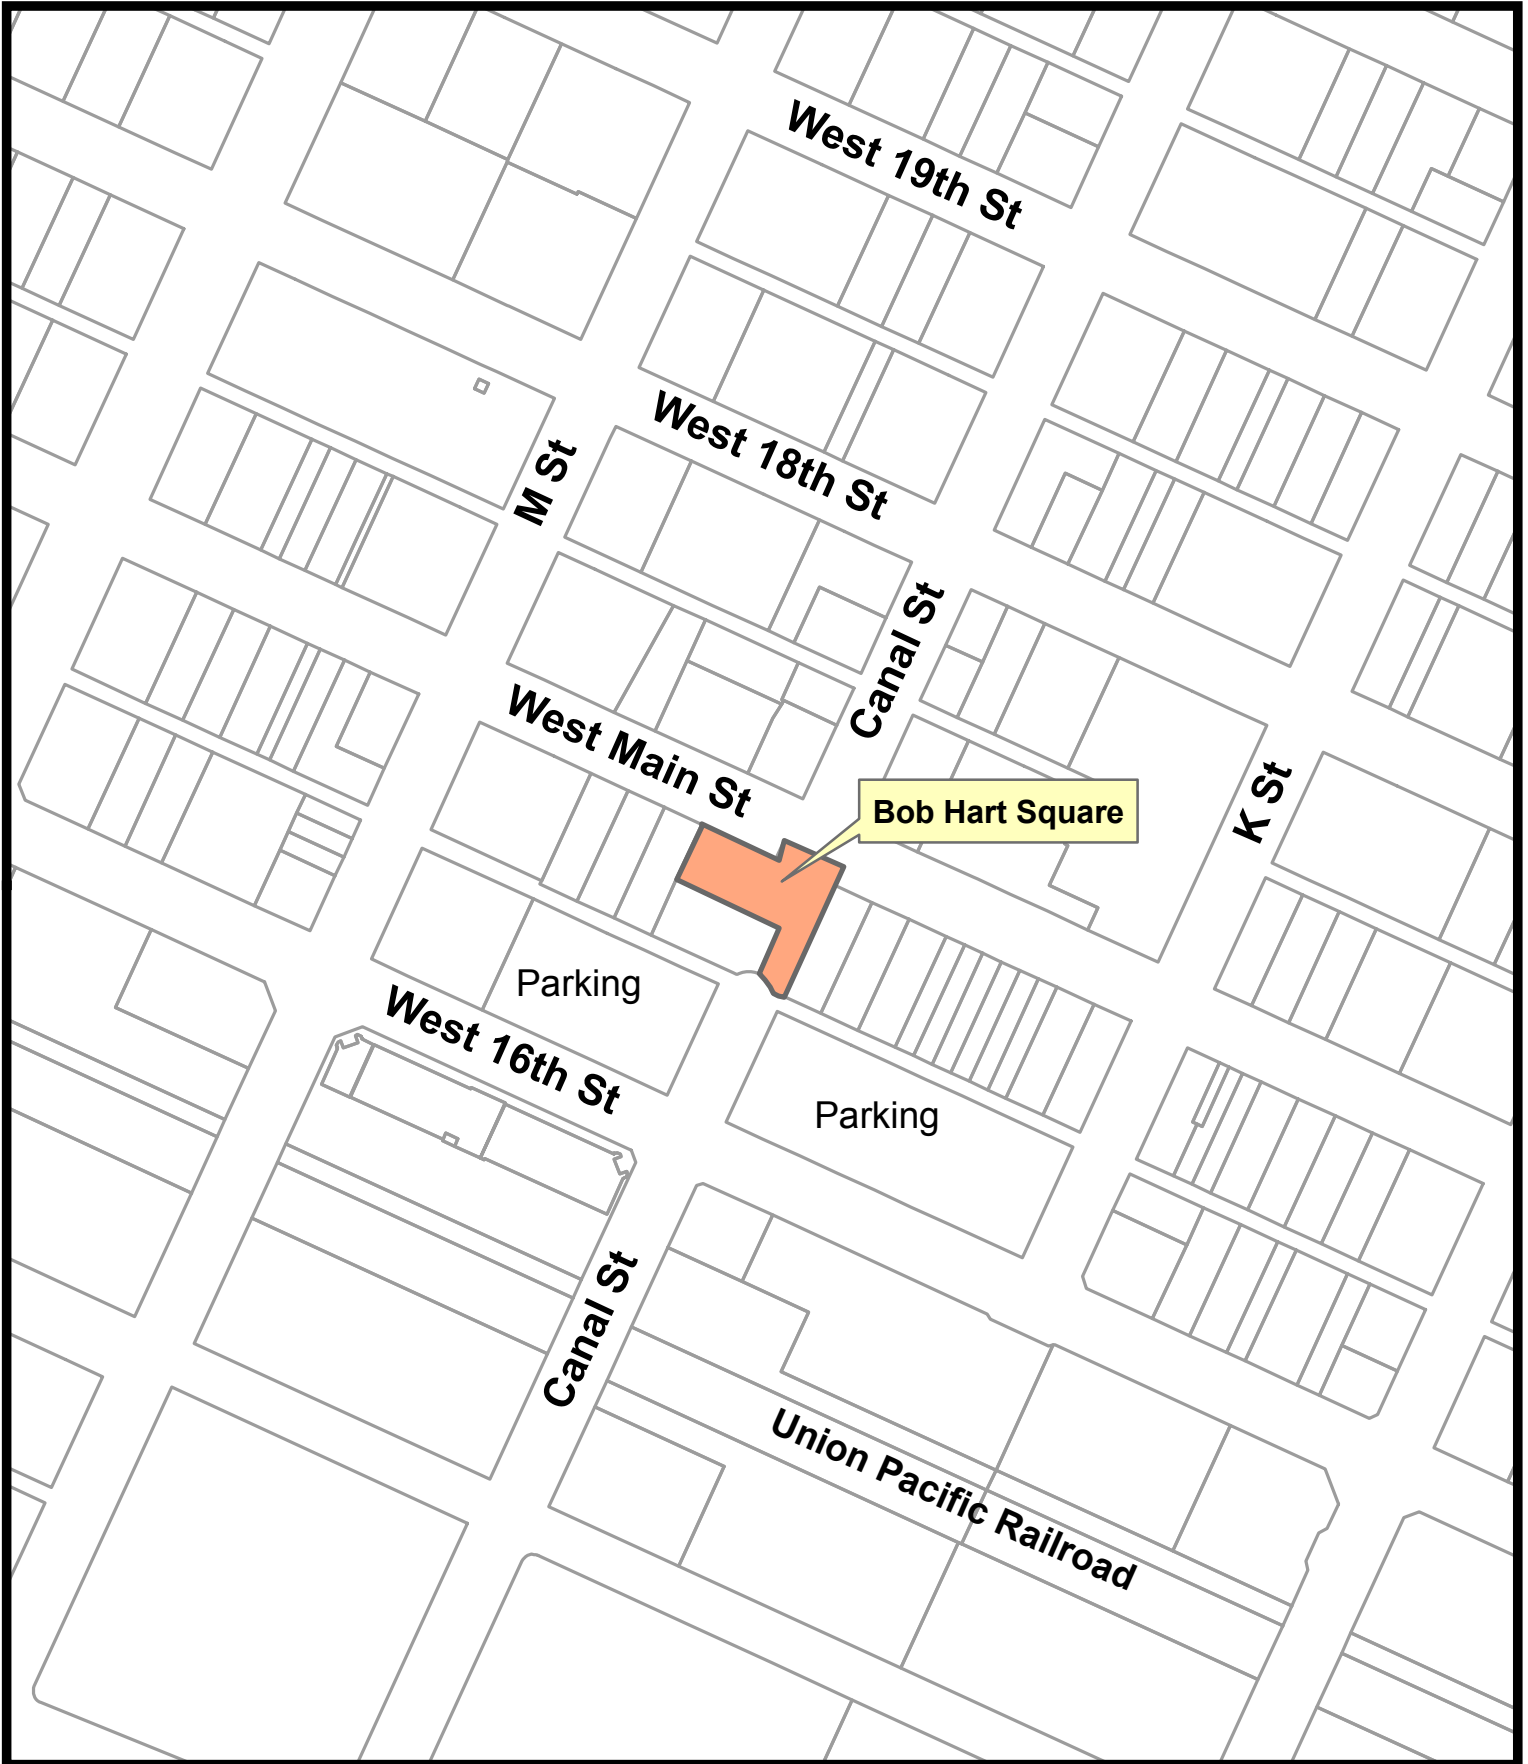 West 19th St
West 18th St
M St
Canal St
West Main St
K St
Bob Hart Square
Parking
West 16th St
Parking
Canal St
Union Pacific Railroad